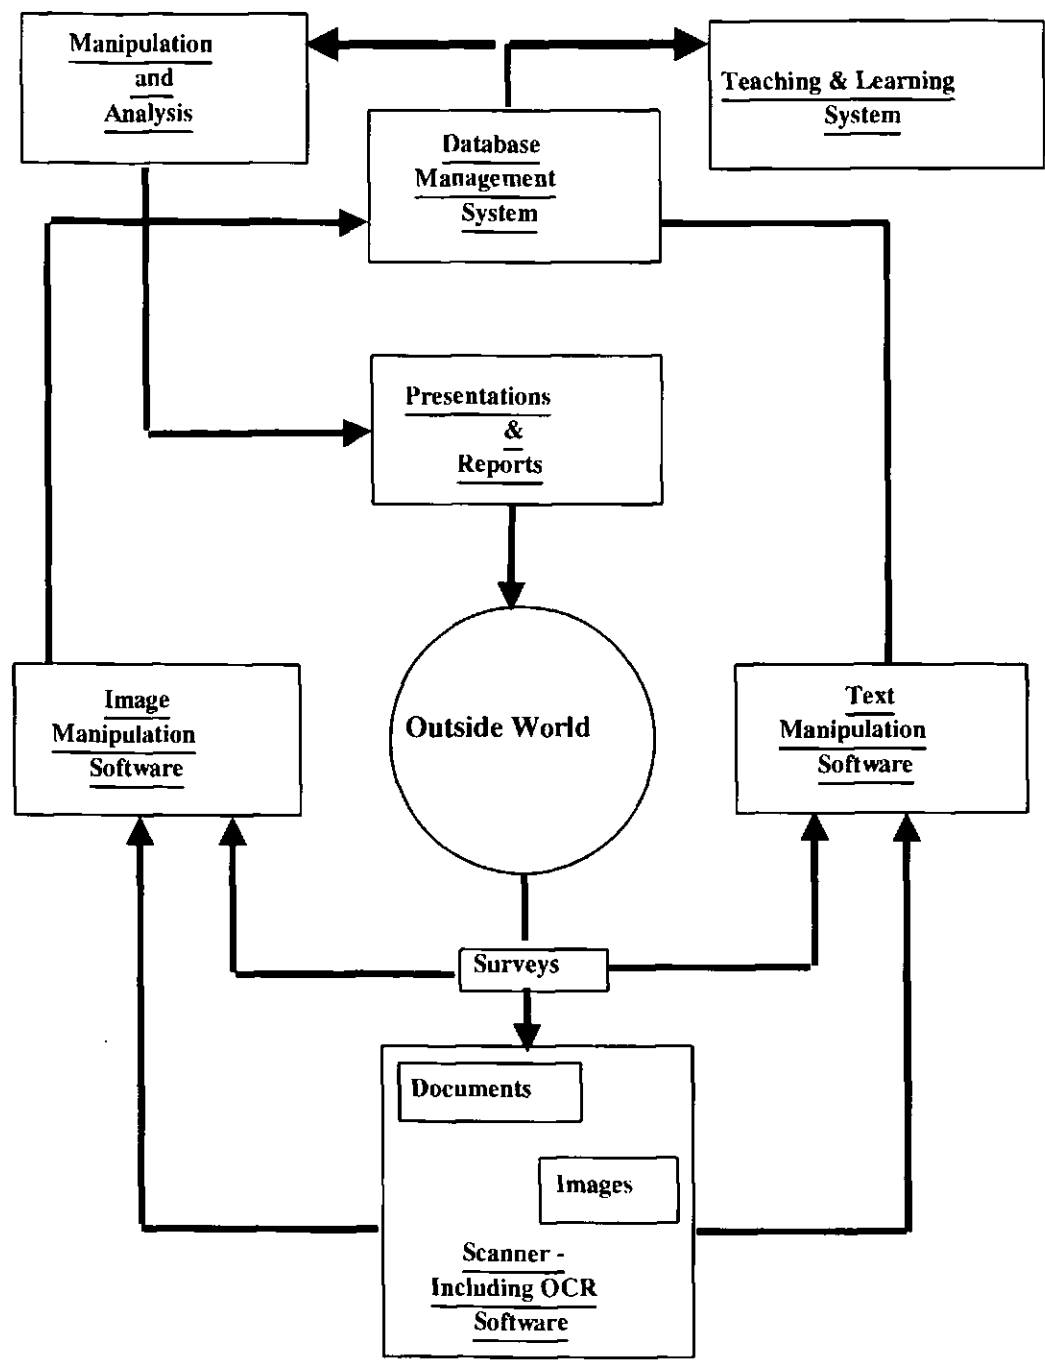 Manipulation
and
Analysis
Teaching & Learning
System
Database
Management
System
Presentations
&
Reports
Image
Manipulation
Software
Outside World
Text
Manipulation
Software
Surveys
Documents
Images
Scanner -
Including OCR
Software